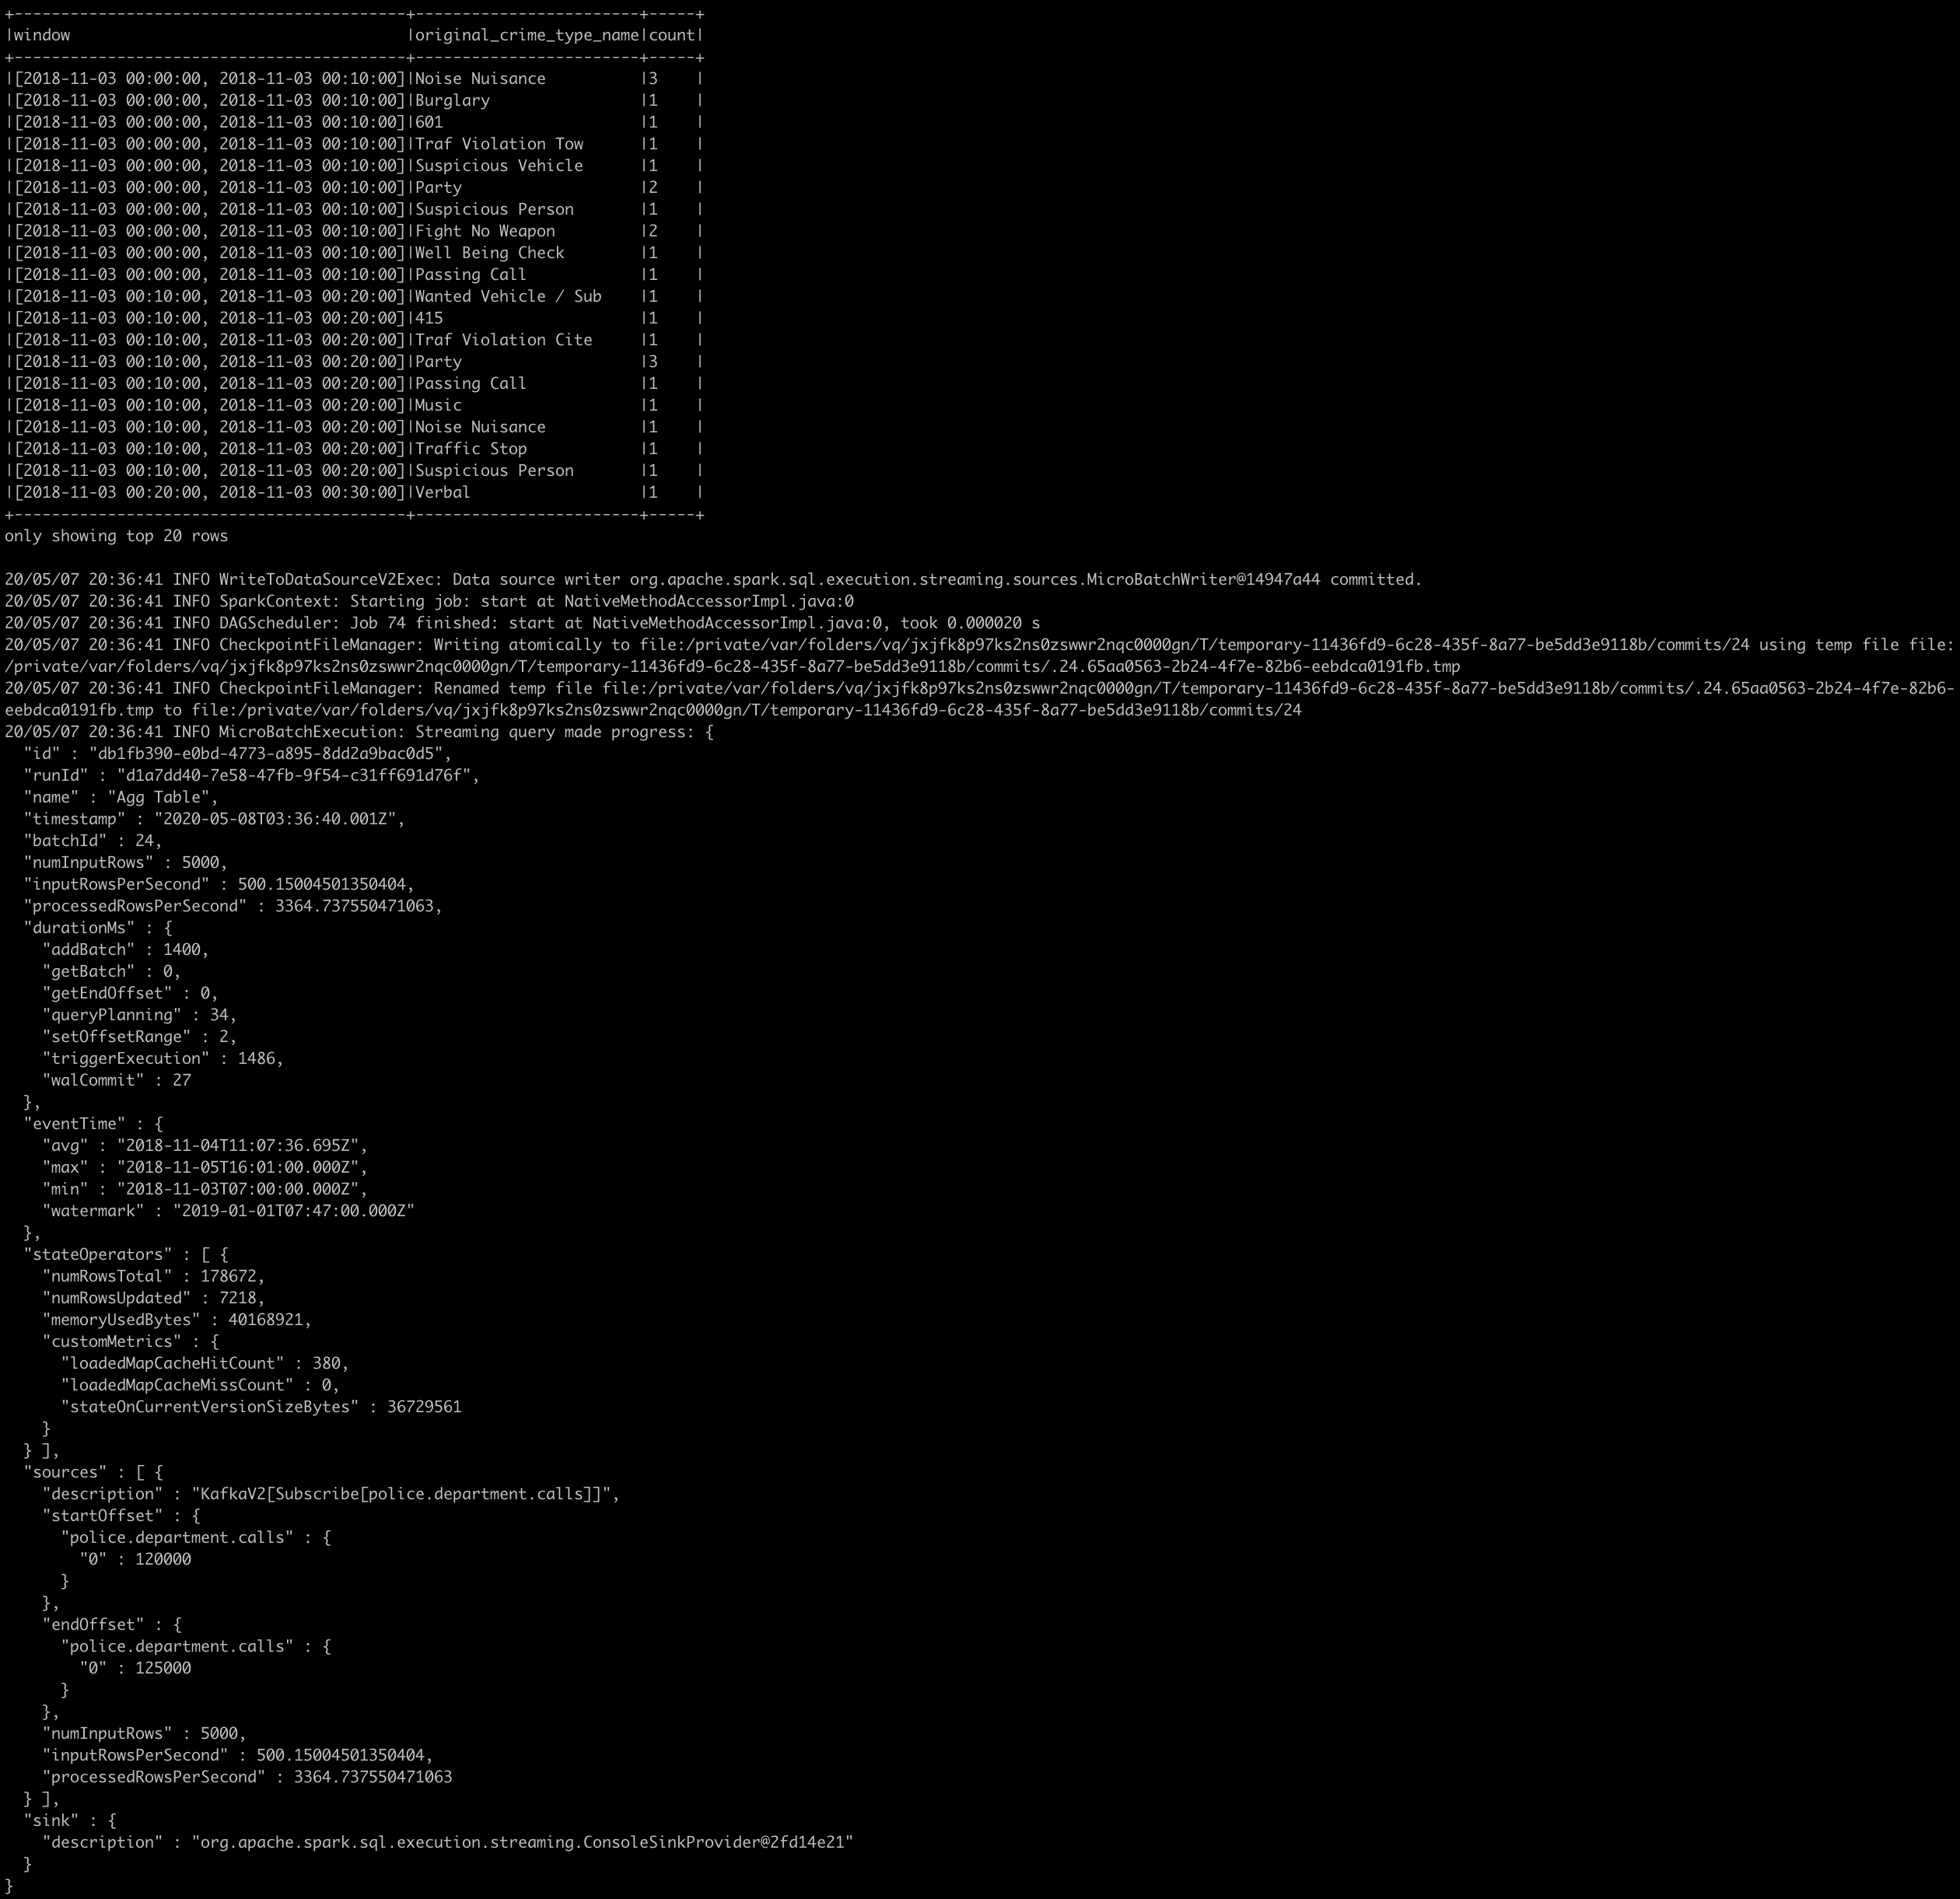 +------------------------------------------+------------------------+-----+
|window                                    |original_crime_type_name|count|
+------------------------------------------+------------------------+-----+
|[2018-11-03 00:00:00, 2018-11-03 00:10:00]|Noise Nuisance          |3    |
|[2018-11-03 00:00:00, 2018-11-03 00:10:00]|Burglary                |1    |
|[2018-11-03 00:00:00, 2018-11-03 00:10:00]|601                     |1    |
|[2018-11-03 00:00:00, 2018-11-03 00:10:00]|Traf Violation Tow      |1    |
|[2018-11-03 00:00:00, 2018-11-03 00:10:00]|Suspicious Vehicle      |1    |
|[2018-11-03 00:00:00, 2018-11-03 00:10:00]|Party                   |2    |
|[2018-11-03 00:00:00, 2018-11-03 00:10:00]|Suspicious Person       |1    |
|[2018-11-03 00:00:00, 2018-11-03 00:10:00]|Fight No Weapon         |2    |
|[2018-11-03 00:00:00, 2018-11-03 00:10:00]|Well Being Check        |1    |
|[2018-11-03 00:00:00, 2018-11-03 00:10:00]|Passing Call            |1    |
|[2018-11-03 00:10:00, 2018-11-03 00:20:00]|Wanted Vehicle / Sub    |1    |
|[2018-11-03 00:10:00, 2018-11-03 00:20:00]|415                     |1    |
|[2018-11-03 00:10:00, 2018-11-03 00:20:00]|Traf Violation Cite     |1    |
|[2018-11-03 00:10:00, 2018-11-03 00:20:00]|Party                   |3    |
|[2018-11-03 00:10:00, 2018-11-03 00:20:00]|Passing Call            |1    |
|[2018-11-03 00:10:00, 2018-11-03 00:20:00]|Music                   |1    |
|[2018-11-03 00:10:00, 2018-11-03 00:20:00]|Noise Nuisance          |1    |
|[2018-11-03 00:10:00, 2018-11-03 00:20:00]|Traffic Stop            |1    |
|[2018-11-03 00:10:00, 2018-11-03 00:20:00]|Suspicious Person       |1    |
|[2018-11-03 00:20:00, 2018-11-03 00:30:00]|Verbal                  |1    |
+------------------------------------------+------------------------+-----+
only showing top 20 rows

20/05/07 20:36:41 INFO WriteToDataSourceV2Exec: Data source writer org.apache.spark.sql.execution.streaming.sources.MicroBatchWriter@14947a44 committed.
20/05/07 20:36:41 INFO SparkContext: Starting job: start at NativeMethodAccessorImpl.java:0
20/05/07 20:36:41 INFO DAGScheduler: Job 74 finished: start at NativeMethodAccessorImpl.java:0, took 0.000020 s
20/05/07 20:36:41 INFO CheckpointFileManager: Writing atomically to file:/private/var/folders/vq/jxjfk8p97ks2ns0zswwr2nqc0000gn/T/temporary-11436fd9-6c28-435f-8a77-be5dd3e9118b/commits/24 using temp file file:
/private/var/folders/vq/jxjfk8p97ks2ns0zswwr2nqc0000gn/T/temporary-11436fd9-6c28-435f-8a77-be5dd3e9118b/commits/.24.65aa0563-2b24-4f7e-82b6-eebdca0191fb.tmp
20/05/07 20:36:41 INFO CheckpointFileManager: Renamed temp file file:/private/var/folders/vq/jxjfk8p97ks2ns0zswwr2nqc0000gn/T/temporary-11436fd9-6c28-435f-8a77-be5dd3e9118b/commits/.24.65aa0563-2b24-4f7e-82b6-
eebdca0191fb.tmp to file:/private/var/folders/vq/jxjfk8p97ks2ns0zswwr2nqc0000gn/T/temporary-11436fd9-6c28-435f-8a77-be5dd3e9118b/commits/24
20/05/07 20:36:41 INFO MicroBatchExecution: Streaming query made progress: {
  "id" : "db1fb390-e0bd-4773-a895-8dd2a9bac0d5",
  "runId" : "d1a7dd40-7e58-47fb-9f54-c31ff691d76f",
  "name" : "Agg Table",
  "timestamp" : "2020-05-08T03:36:40.001Z",
  "batchId" : 24,
  "numInputRows" : 5000,
  "inputRowsPerSecond" : 500.15004501350404,
  "processedRowsPerSecond" : 3364.737550471063,
  "durationMs" : {
    "addBatch" : 1400,
    "getBatch" : 0,
    "getEndOffset" : 0,
    "queryPlanning" : 34,
    "setOffsetRange" : 2,
    "triggerExecution" : 1486,
    "walCommit" : 27
  },
  "eventTime" : {
    "avg" : "2018-11-04T11:07:36.695Z",
    "max" : "2018-11-05T16:01:00.000Z",
    "min" : "2018-11-03T07:00:00.000Z",
    "watermark" : "2019-01-01T07:47:00.000Z"
  },
  "stateOperators" : [ {
    "numRowsTotal" : 178672,
    "numRowsUpdated" : 7218,
    "memoryUsedBytes" : 40168921,
    "customMetrics" : {
      "loadedMapCacheHitCount" : 380,
      "loadedMapCacheMissCount" : 0,
      "stateOnCurrentVersionSizeBytes" : 36729561
    }
  } ],
  "sources" : [ {
    "description" : "KafkaV2[Subscribe[police.department.calls]]",
    "startOffset" : {
      "police.department.calls" : {
        "0" : 120000
      }
    },
    "endOffset" : {
      "police.department.calls" : {
        "0" : 125000
      }
    },
    "numInputRows" : 5000,
    "inputRowsPerSecond" : 500.15004501350404,
    "processedRowsPerSecond" : 3364.737550471063
  } ],
  "sink" : {
    "description" : "org.apache.spark.sql.execution.streaming.ConsoleSinkProvider@2fd14e21"
  }
}